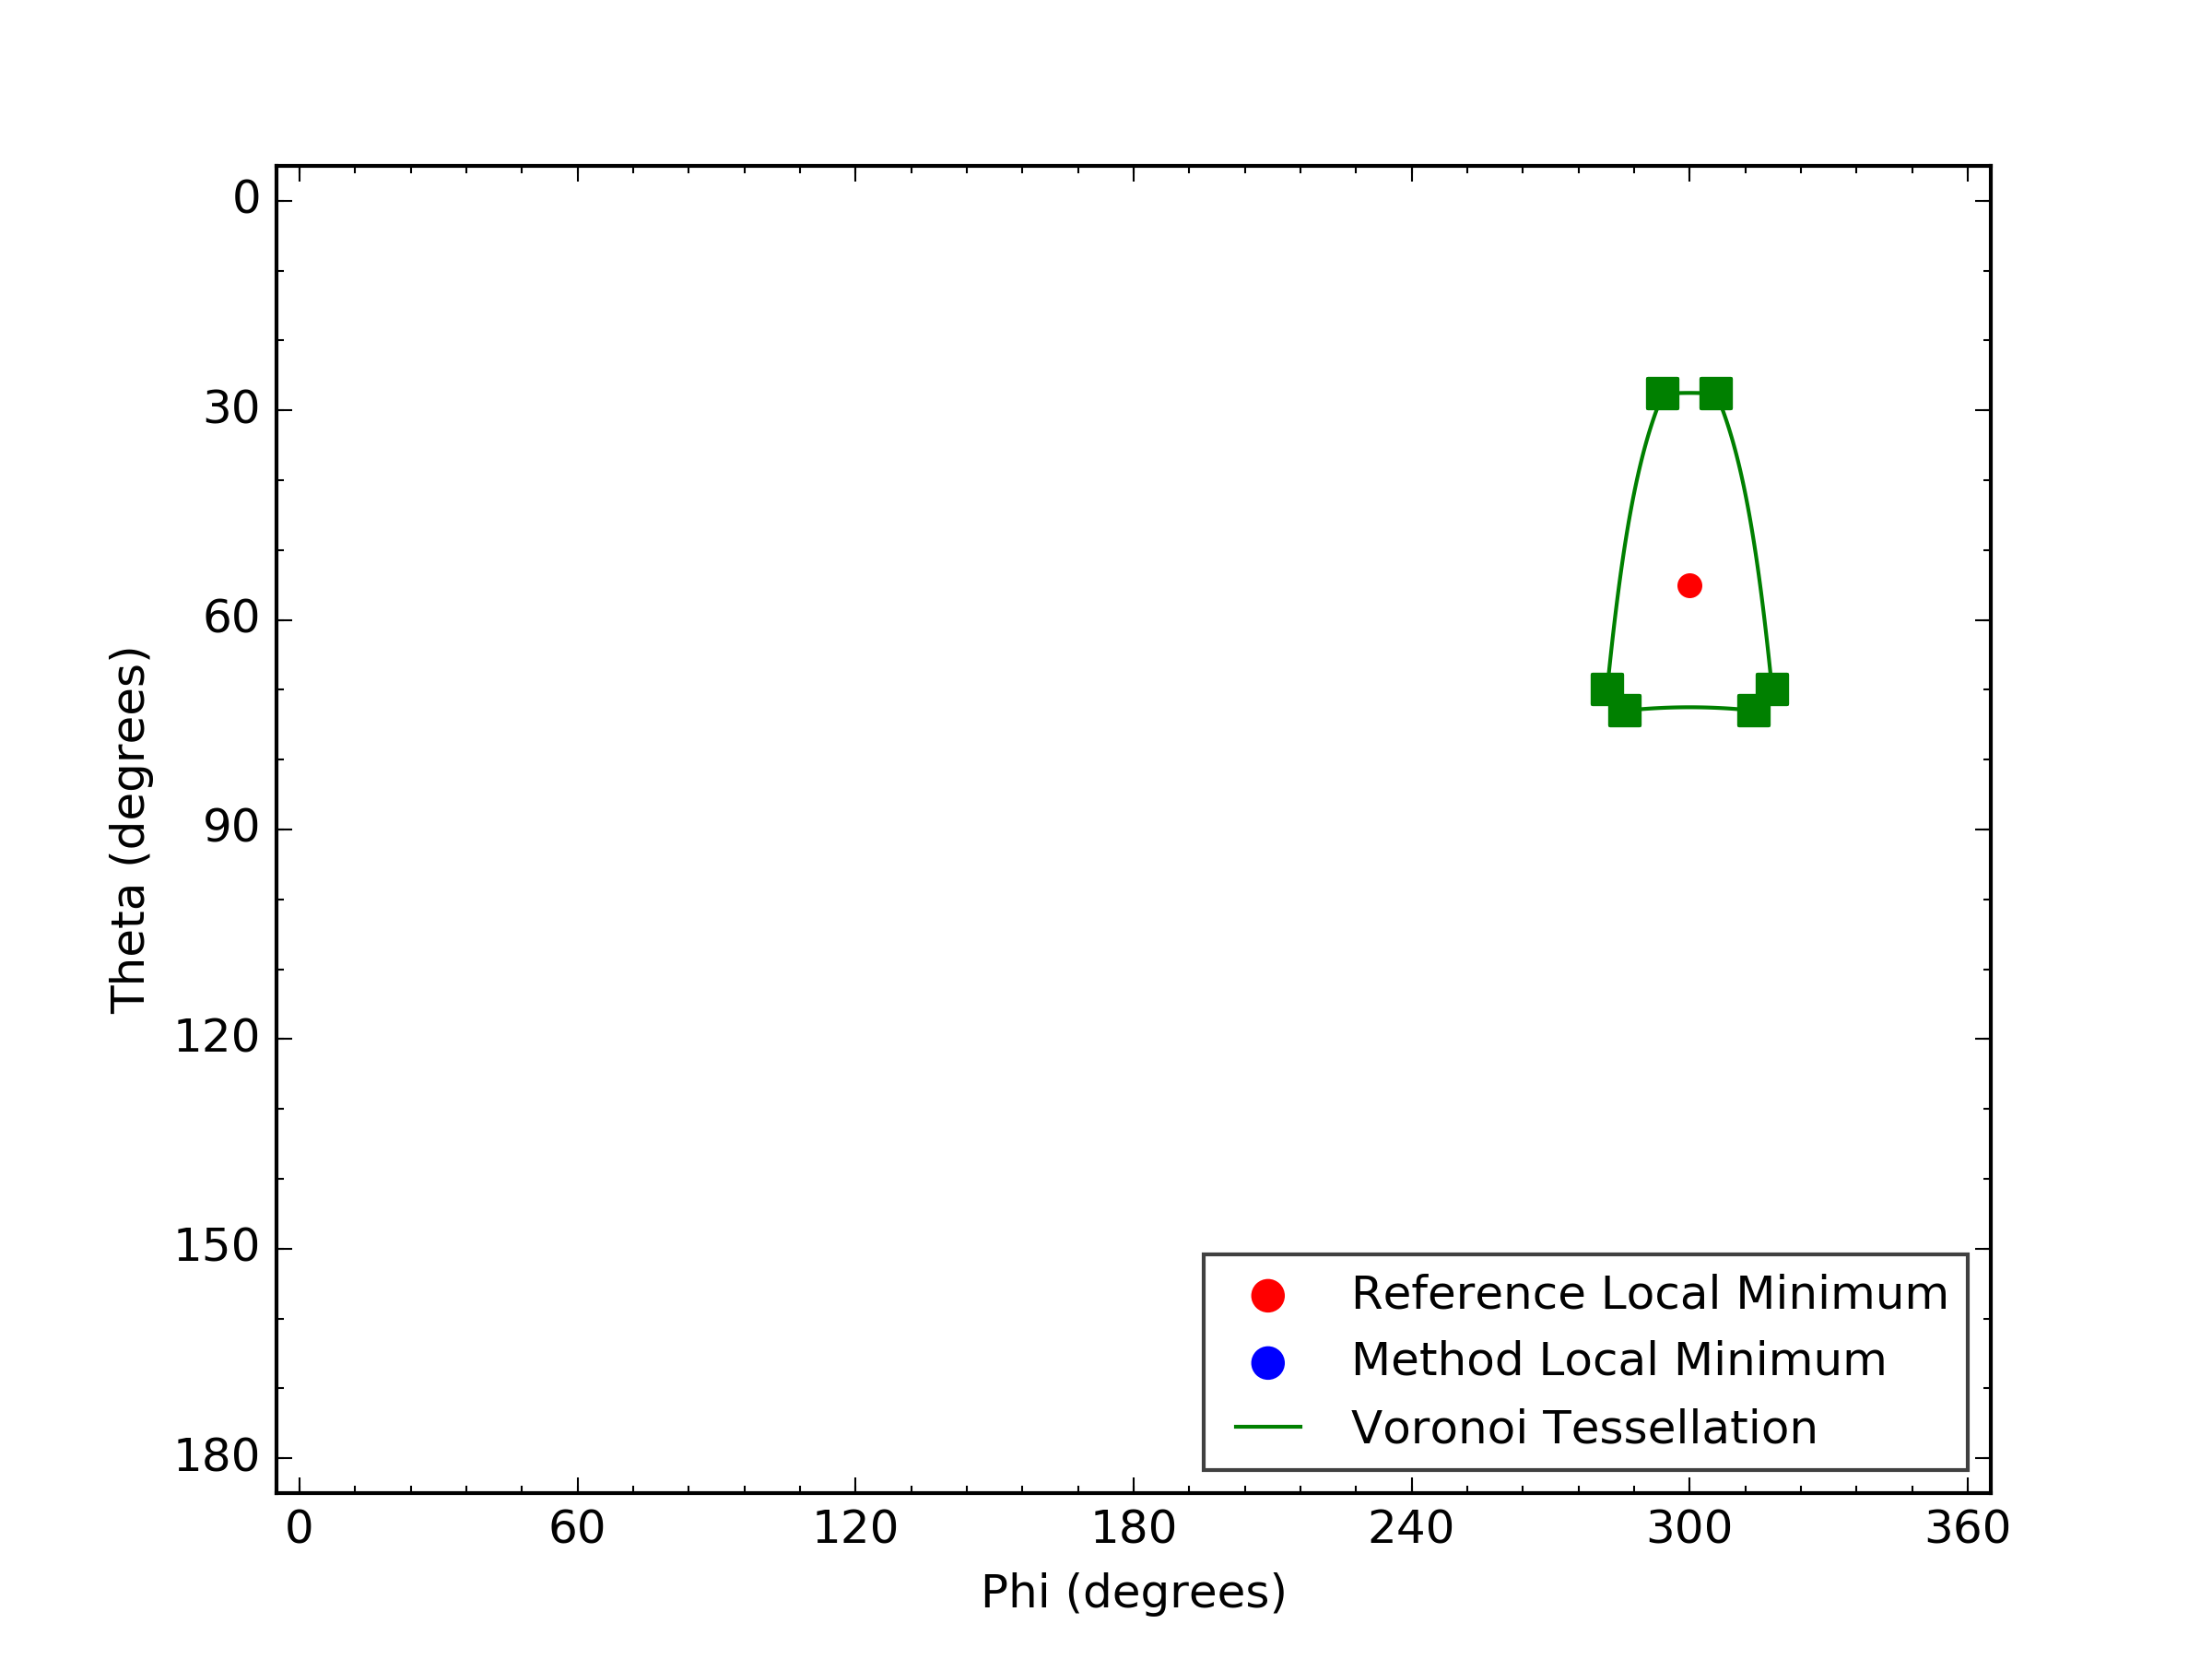 0
30
60
90
120
150
180
Theta (degrees)
Reference Local Minimum
Method Local Minimum
Voronoi Tessellation
0 60 120 180 240 300 360
Phi (degrees)